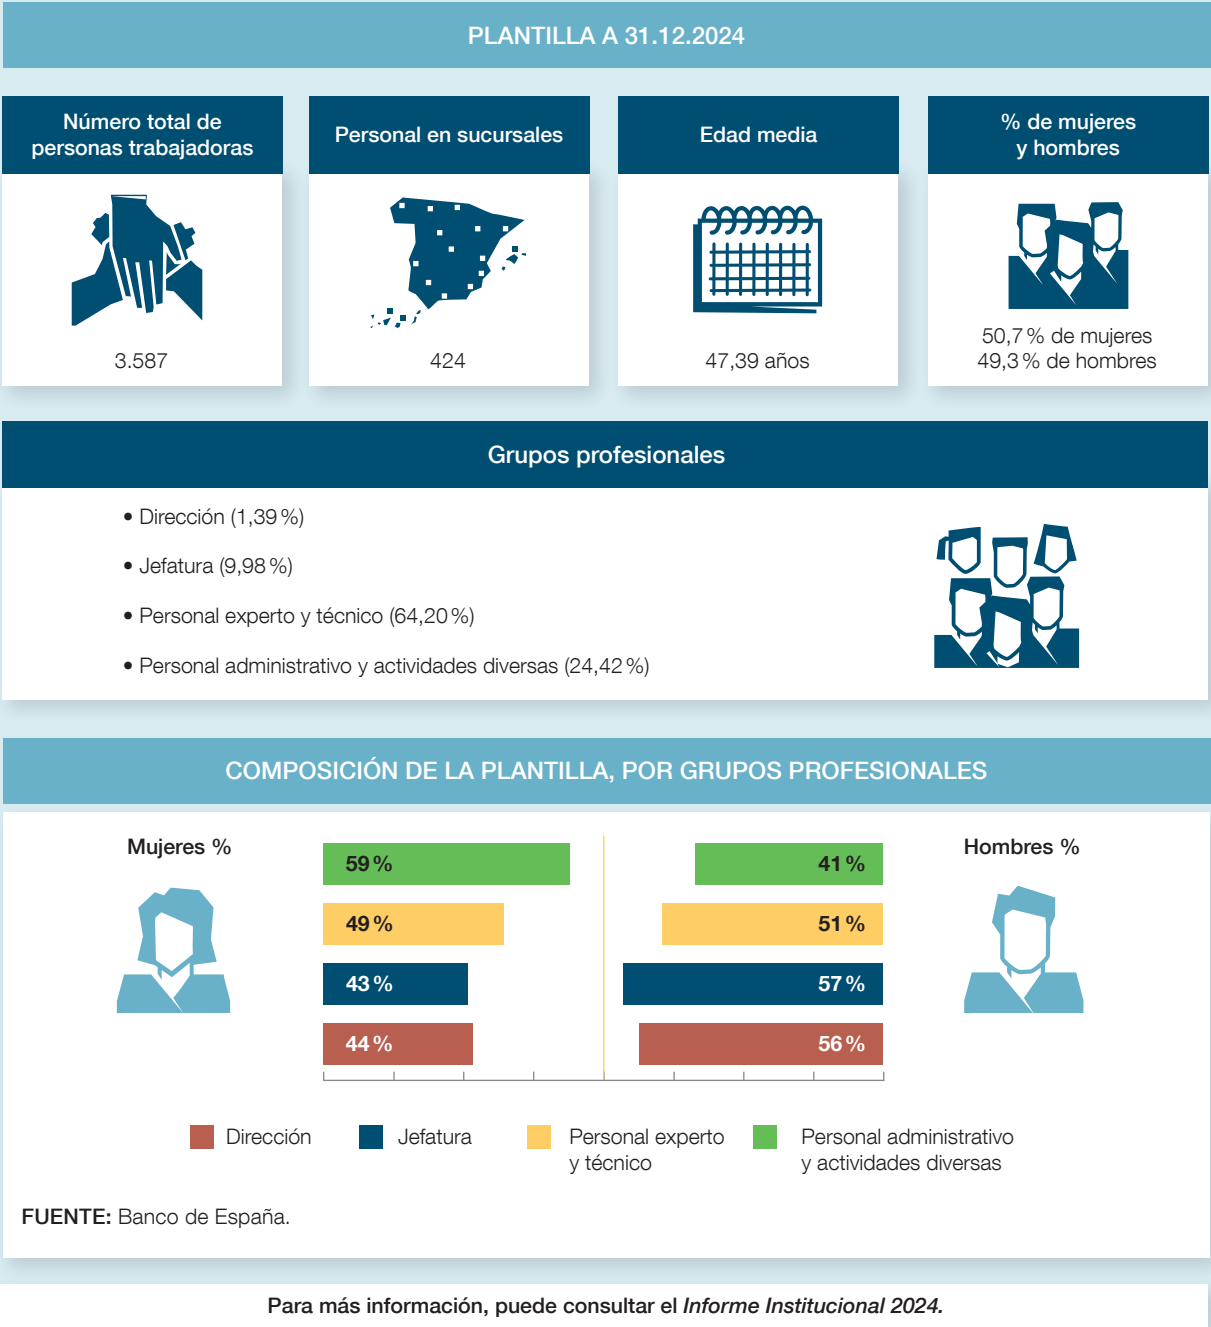 PLANTILLA A 31.12.2024
Número total de
personas trabajadoras
3.587
Personal en sucursales
424
Edad media
47,39 años
% de mujeres
y hombres
50,7 % de mujeres
49,3 % de hombres
Grupos profesionales
• Dirección (1,39 %)
• Jefatura (9,98 %)
• Personal experto y técnico (64,20 %)
• Personal administrativo y actividades diversas (24,42 %)
COMPOSICIÓN DE LA PLANTILLA, POR GRUPOS PROFESIONALES
Mujeres %
Hombres %
59 %
41 %
49 %
51 %
43 %
57 %
44 %
56 %
Dirección
Jefatura
Personal experto
y técnico
Personal administrativo
y actividades diversas
FUENTE: Banco de España.
Para más información, puede consultar el Informe Institucional 2024.